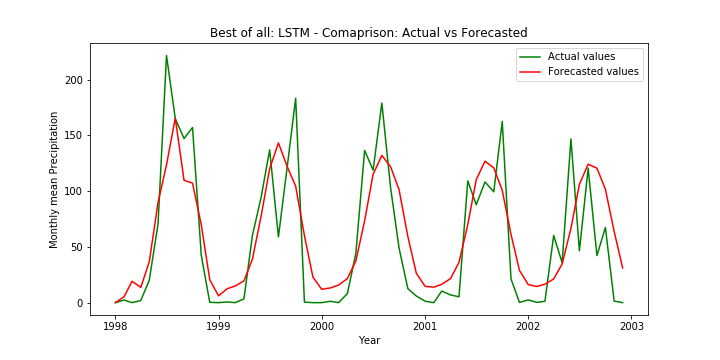 Best of all: LSTM - Comaprison: Actual vs Forecasted
Actual values
Forecasted values
Monthly mean Precipitation
200
150
100
50
0
1998
1999
2000
2001
2002
2003
Year